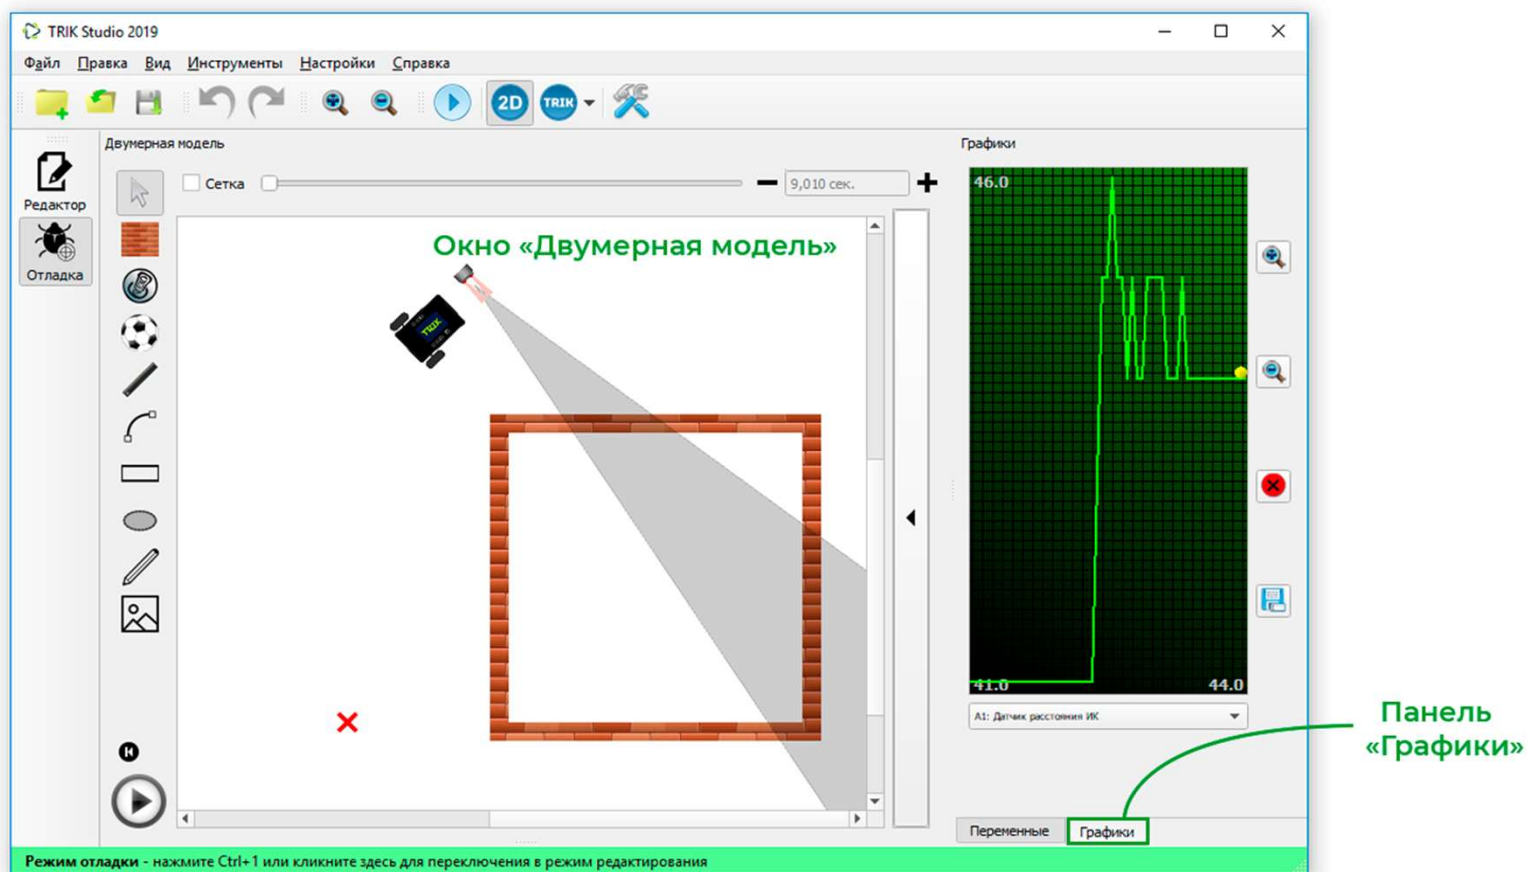 TRIK Studio 2019
Файл Правка Вид Инструменты Настройки Справка
2D TRIK
Двумерная модель
Графики
Редактор
Отладка
Сетка
9,010 сек.
Окно «Двумерная модель»
TRIK
46.0
41.0 44.0
A1: Датчик расстояния ИК
Панель
«Графики»
Переменные Графики
Режим отладки - нажмите Ctrl+1 или кликните здесь для переключения в режим редактирования